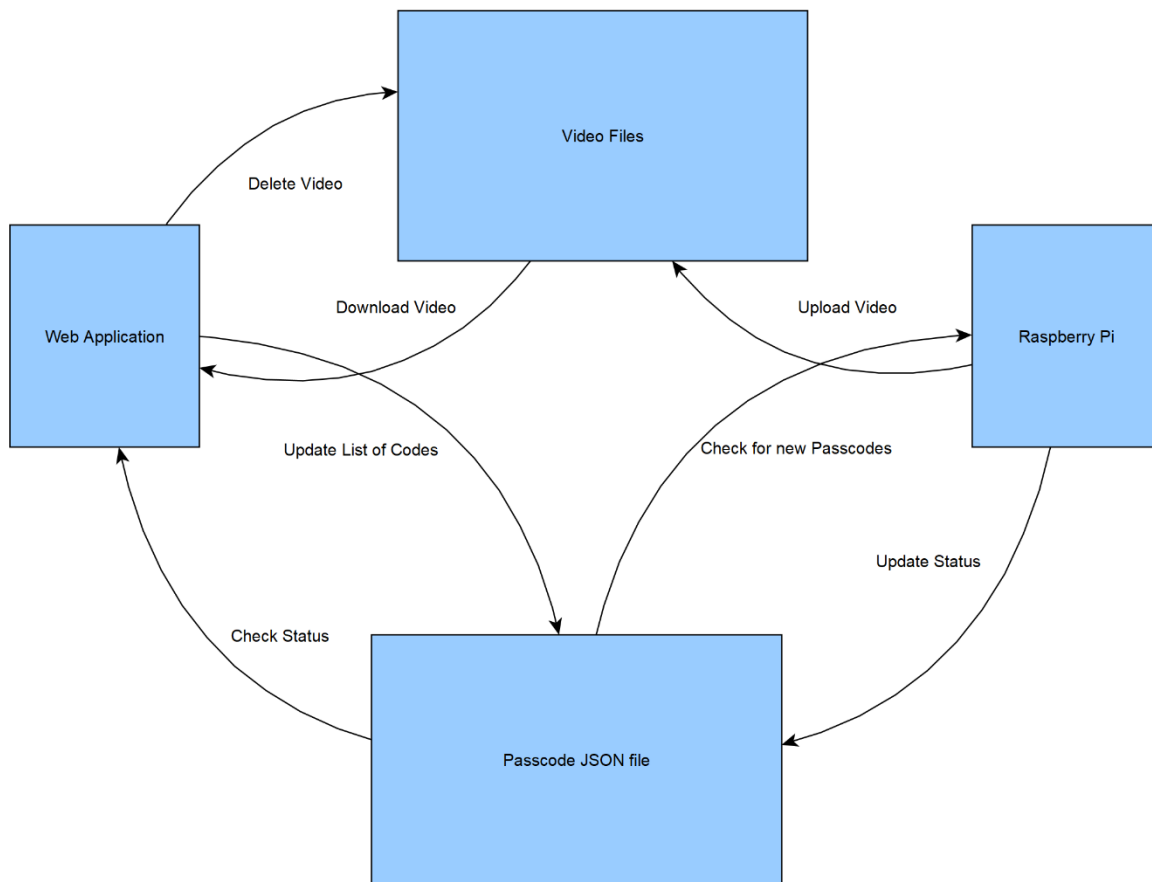 Video Files
Delete Video
Download Video
Upload Video
Web Application
Raspberry Pi
Update List of Codes
Check for new Passcodes
Update Status
Check Status
Passcode JSON file